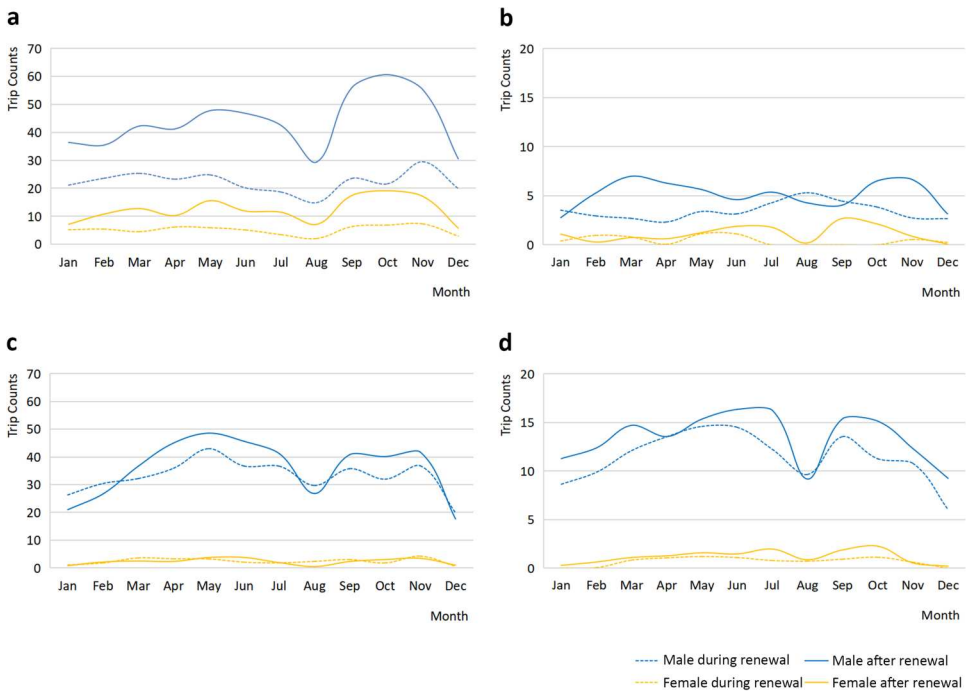 a
Trip Counts
70
60
50
40
30
20
10
0
Jan Feb Mar Apr May Jun Jul Aug Sep Oct Nov Dec
Month
b
Trip Counts
20
15
10
5
0
Jan Feb Mar Apr May Jun Jul Aug Sep Oct Nov Dec
Month
c
Trip Counts
70
60
50
40
30
20
10
0
Jan Feb Mar Apr May Jun Jul Aug Sep Oct Nov Dec
Month
d
Trip Counts
20
15
10
5
0
Jan Feb Mar Apr May Jun Jul Aug Sep Oct Nov Dec
Month
Male during renewal Male after renewal
Female during renewal Female after renewal